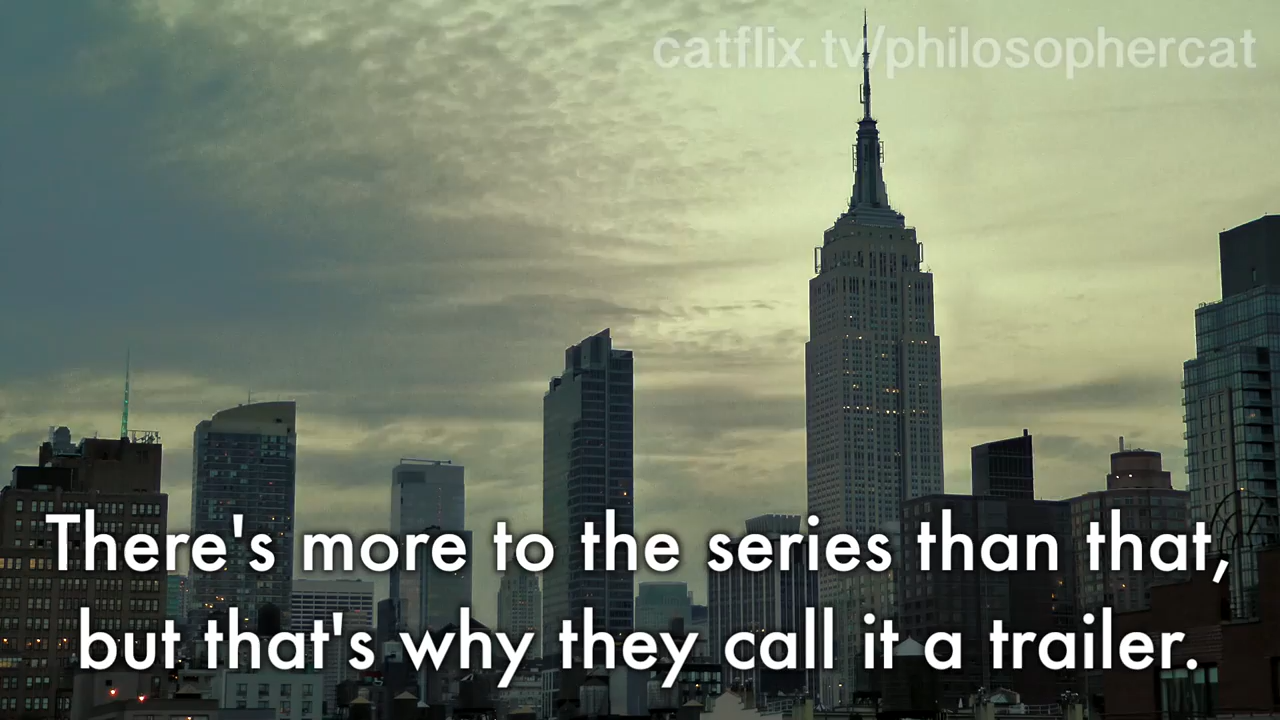 catflix.tv/philosophercat
There's more to the series than that,
but that's why they call it a trailer.